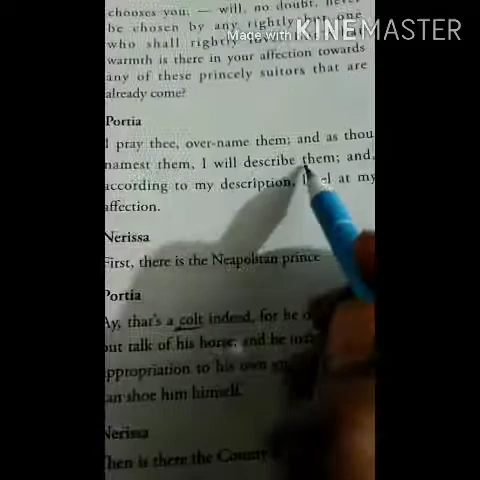 chooses you, — will, no doubt, never
be chosen by any rightly but one
who shall rightly
Made with KINEMASTER
warmth is there in your affection towards
any of these princely suitors that are
already come?
Portia
I pray thee, over-name them; and as thou
namest them, I will describe them; and,
according to my description, l el at my
affection.
Nerissa
First, there is the Neapolitan prince
Portia
Ay, that's a colt indeed, for he
but talk of his horse; and he
appropriation to his own
can shoe him himself.
Nerissa
Then is there the County